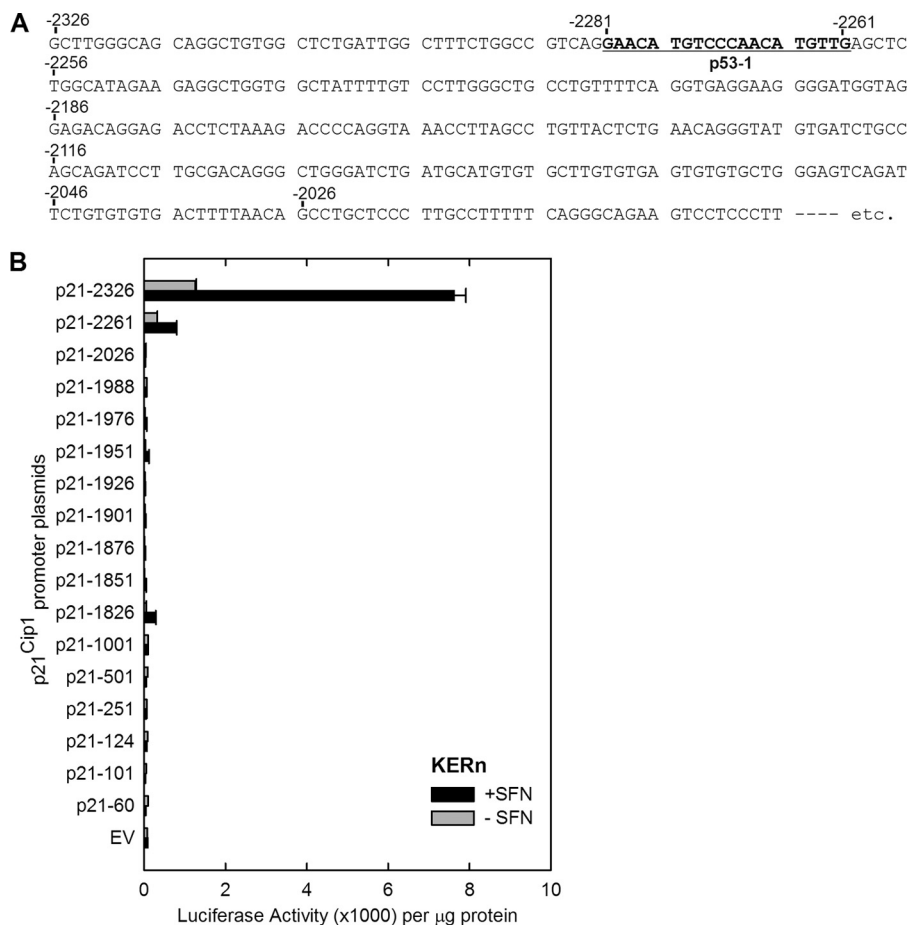 A
-2326 -2281 -2261
GCTTGGGCAG CAGGCTGTGG CTCTGATTGG CTTTCTGGCC GTCAGGAACA TGTCCCAACA TGTTGAGCTC
p53-1
-2256
TGGCATAGAA GAGGCTGGTG GCTATTTTGT CCTTGGGCTG CCTGTTTTCA GGTGAGGAAG GGGATGGTAG
-2186
GAGACAGGAG ACCTCTAAAG ACCCCAGGTA AACCTTAGCC TGTTACTCTG AACAGGGTAT GTGATCTGCC
-2116
AGCAGATCCT TGCGACAGGG CTGGGATCTG ATGCATGTGT GCTTGTGTGA GTGTGTGCTG GGAGTCAGAT
-2046 -2026
TCTGTGTGTG ACTTTTAACA GCCTGCTCCC TTGCCTTTTT CAGGGCAGAA GTCCTCCCTT ---- etc.
B
p21Cip1 promoter plasmids
p21-2326
p21-2261
p21-2026
p21-1988
p21-1976
p21-1951
p21-1926
p21-1901
p21-1876
p21-1851
p21-1826
p21-1001
p21-501
p21-251
p21-124
p21-101
p21-60
EV
KERn
+SFN
- SFN
0 2 4 6 8 10
Luciferase Activity (x1000) per μg protein